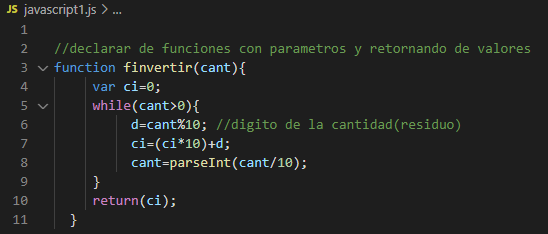 JS javascript1.js > ...
1
2 //declarar de funciones con parametros y retornando de valores
3 function finvertir(cant){
4 var ci=0;
5 while(cant>0){
6 d=cant%10; //digito de la cantidad(residuo)
7 ci=(ci*10)+d;
8 cant=parseInt(cant/10);
9 }
10 return(ci);
11 }